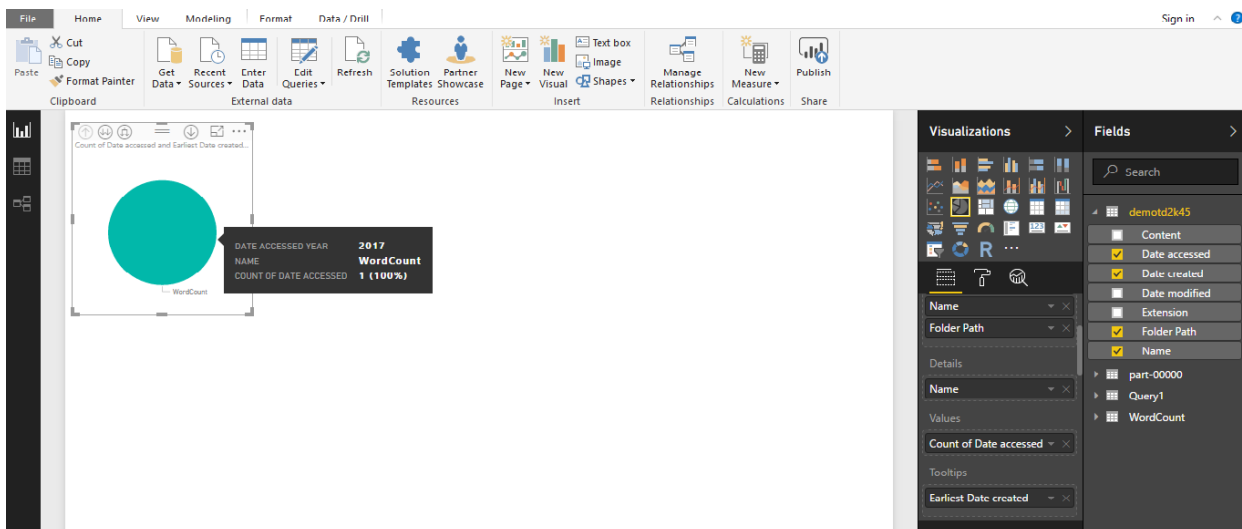 File Home View Modeling Format Data / Drill Sign in
Cut
Copy
Format Painter
Paste
Get Data
Recent Sources
Enter Data
Edit Queries
Refresh
Solution Templates
Partner Showcase
New Page
New Visual
Text box
Image
Shapes
Manage Relationships
New Measure
Publish
Clipboard External data Resources Insert Relationships Calculations Share
Count of Date accessed and Earliest Date created...
DATE ACCESSED YEAR 2017
NAME WordCount
COUNT OF DATE ACCESSED 1 (100%)
WordCount
Visualizations
R
123
Name
Folder Path
Details
Name
Values
Count of Date accessed
Tooltips
Earliest Date created
Fields
Search
demotd2k45
Content
Date accessed
Date created
Date modified
Extension
Folder Path
Name
part-00000
Query1
WordCount